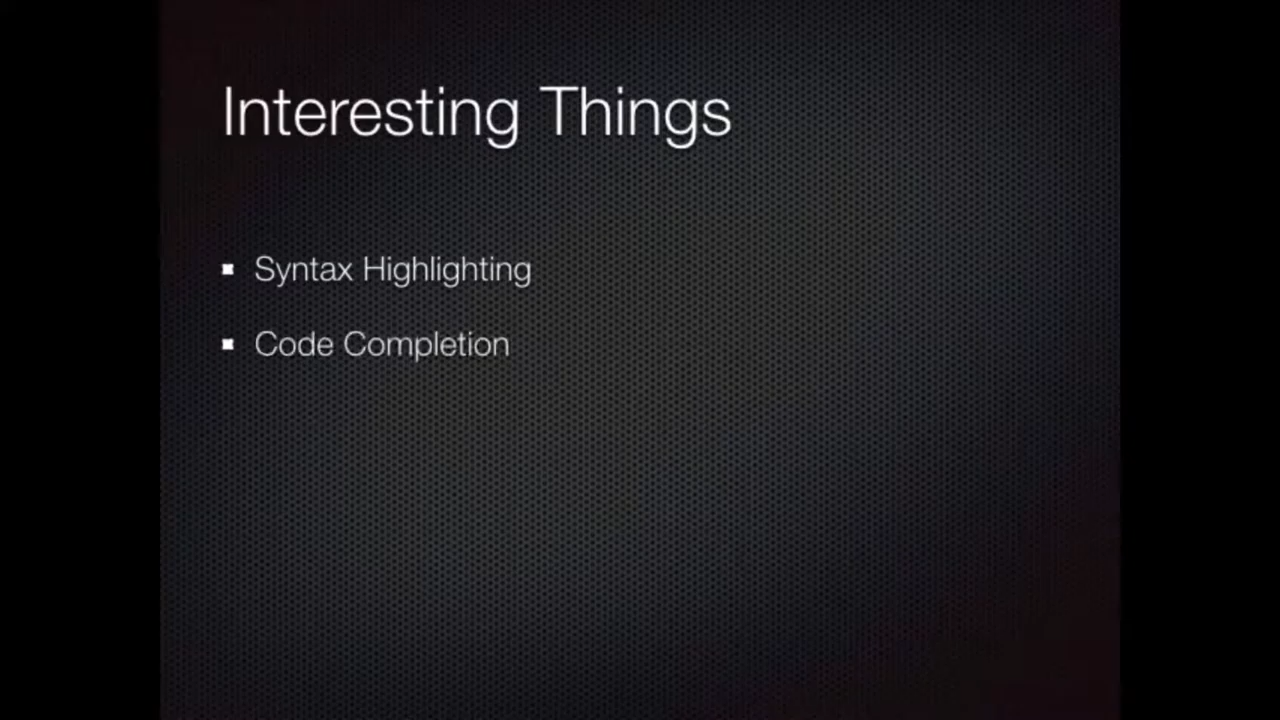 Interesting Things
▪ Syntax Highlighting
▪ Code Completion